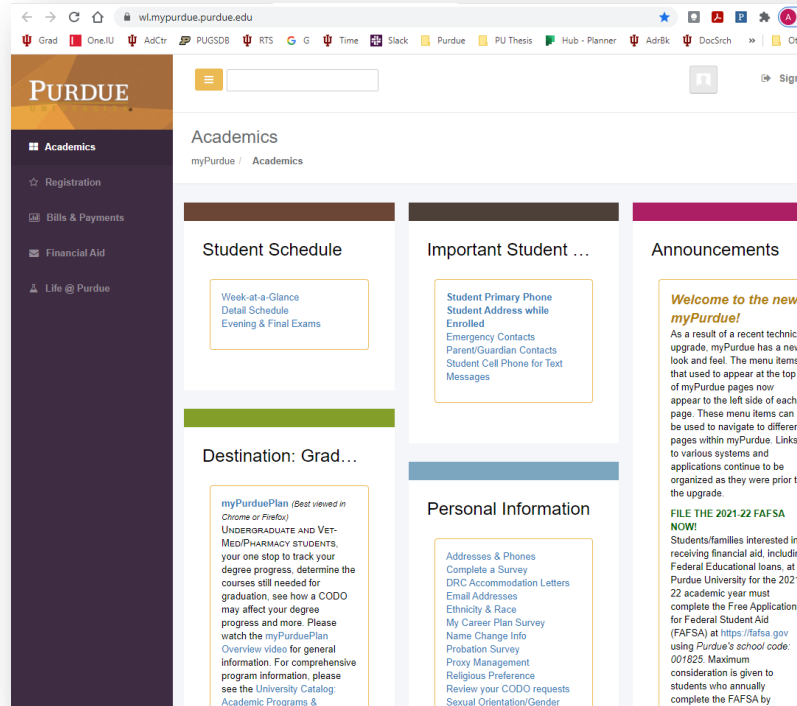 wl.mypurdue.purdue.edu
A
Grad One.IU AdCtr PUGSDB RTS G G Time Slack Purdue PU Thesis Hub - Planner AdrBk DocSrch » Ot
PURDUE
UNIVERSITY
Sign
Academics
Registration
Bills & Payments
Financial Aid
Life @ Purdue
Academics
myPurdue / Academics
Student Schedule
Week-at-a-Glance
Detail Schedule
Evening & Final Exams
Destination: Grad…
myPurduePlan (Best viewed in
Chrome or Firefox)
UNDERGRADUATE AND VET-
MED/PHARMACY STUDENTS,
your one stop to track your
degree progress, determine the
courses still needed for
graduation, see how a CODO
may affect your degree
progress and more. Please
watch the myPurduePlan
Overview video for general
information. For comprehensive
program information, please
see the University Catalog:
Academic Programs &
Important Student …
Student Primary Phone
Student Address while
Enrolled
Emergency Contacts
Parent/Guardian Contacts
Student Cell Phone for Text
Messages
Personal Information
Addresses & Phones
Complete a Survey
DRC Accommodation Letters
Email Addresses
Ethnicity & Race
My Career Plan Survey
Name Change Info
Probation Survey
Proxy Management
Religious Preference
Review your CODO requests
Sexual Orientation/Gender
Announcements
Welcome to the new
myPurdue!
As a result of a recent technic
upgrade, myPurdue has a new
look and feel. The menu items
that used to appear at the top
of myPurdue pages now
appear to the left side of each
page. These menu items can
be used to navigate to differen
pages within myPurdue. Links
to various systems and
applications continue to be
organized as they were prior t
the upgrade.
FILE THE 2021-22 FAFSA
NOW!
Students/families interested in
receiving financial aid, includin
Federal Educational loans, at
Purdue University for the 2021
22 academic year must
complete the Free Application
for Federal Student Aid
(FAFSA) at https://fafsa.gov
using Purdue's school code:
001825. Maximum
consideration is given to
students who annually
complete the FAFSA by